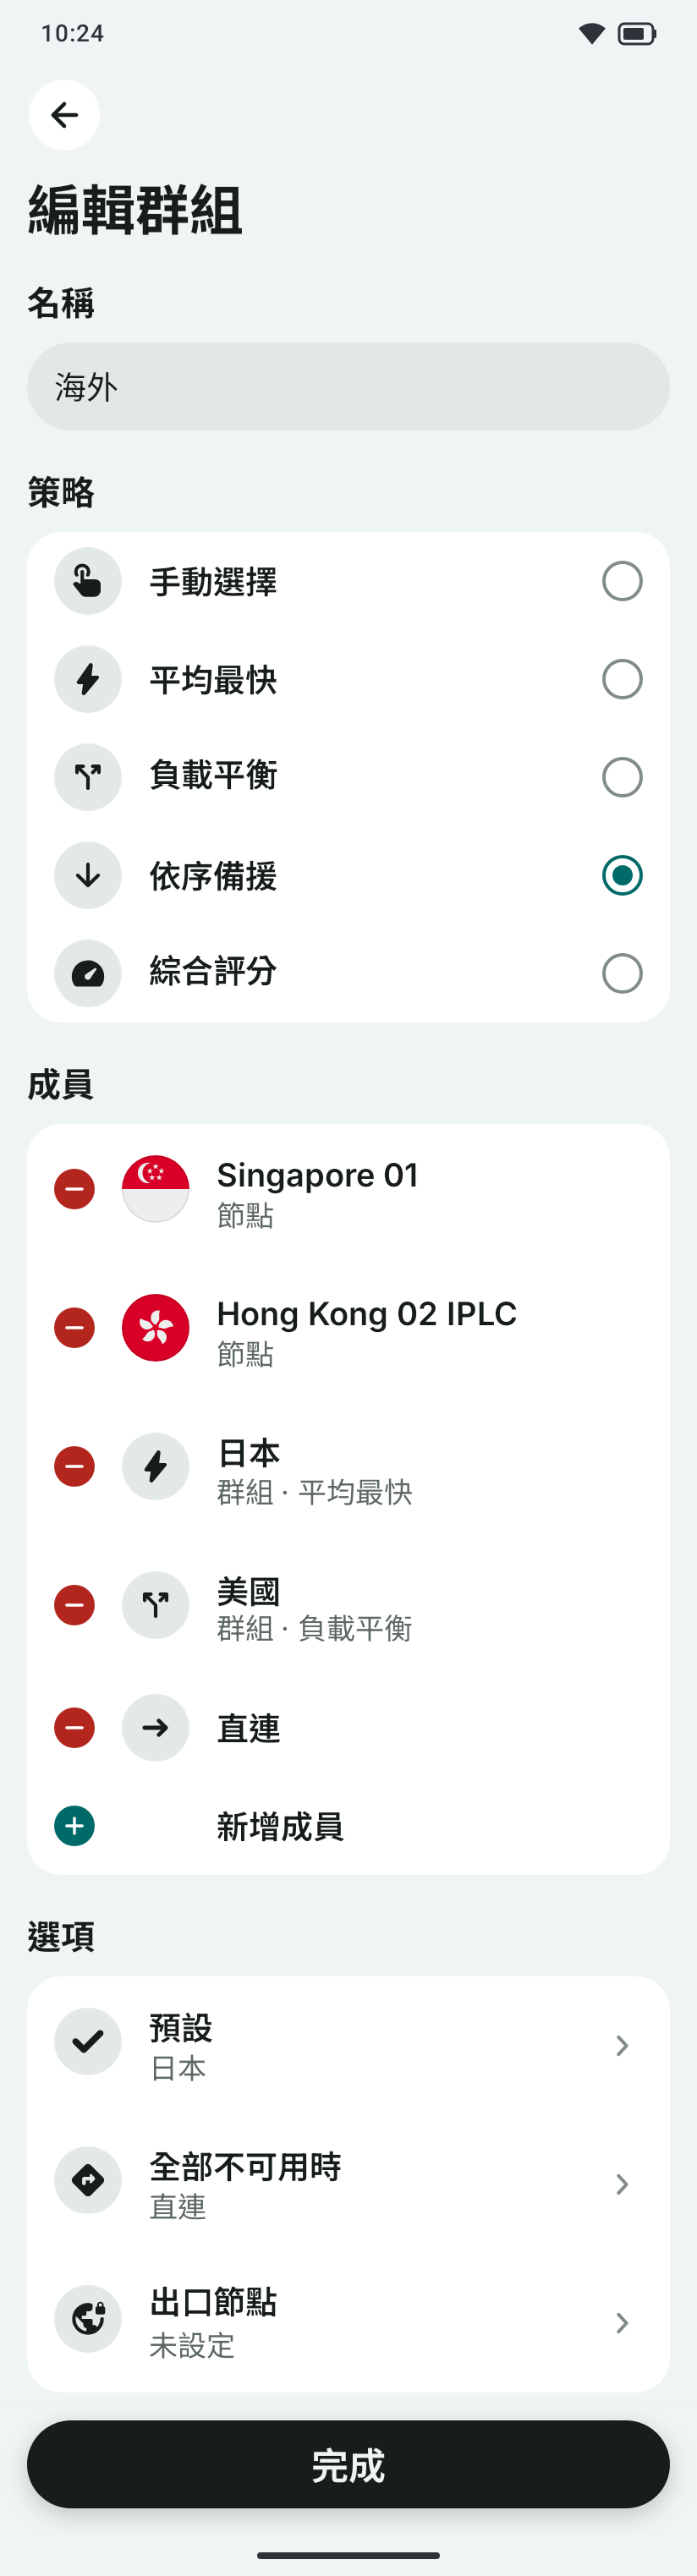 10:24
編輯群組
名稱
海外
策略
手動選擇
平均最快
負載平衡
依序備援
綜合評分
成員
Singapore 01
節點
Hong Kong 02 IPLC
節點
日本
群組 · 平均最快
美國
群組 · 負載平衡
直連
新增成員
選項
預設
日本
全部不可用時
直連
出口節點
未設定
完成